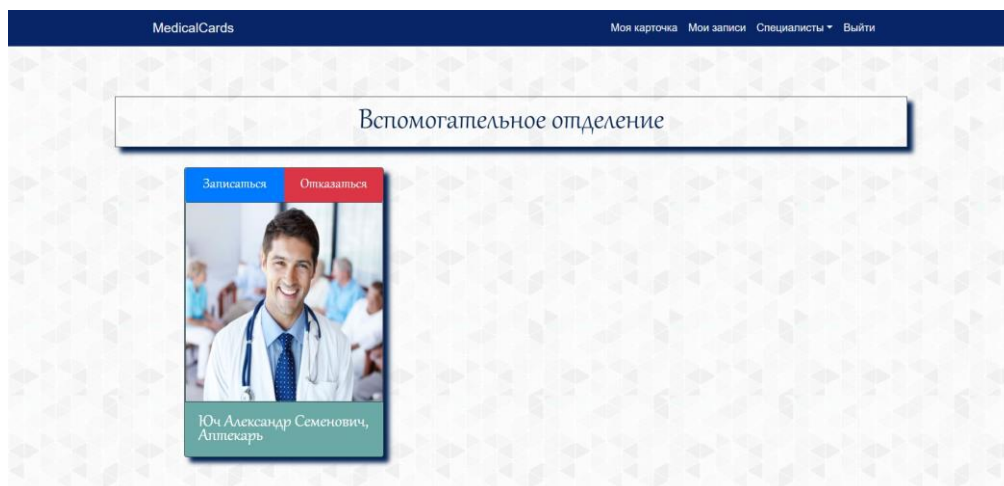 MedicalCards Моя карточка Мои записи Специалисты Выйти
Вспомогательное отделение
Записаться Отказаться
Юч Александр Семенович,
Аптекарь